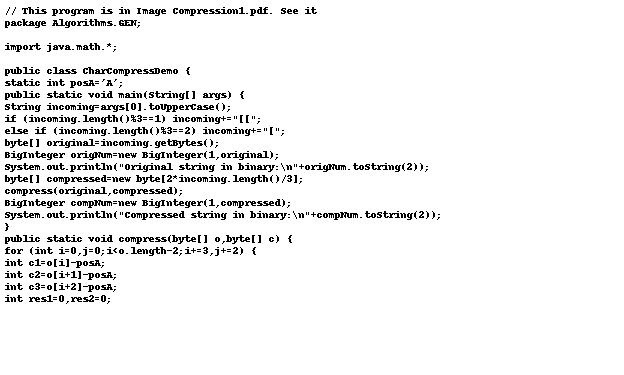 // This program is in Image Compression1.pdf. See it
package Algorithms.GEN;
import java.math.*;
public class CharCompressDemo {
static int posA='A';
public static void main(String[] args) {
String incoming=args[0].toUpperCase();
if (incoming.length()%3==1) incoming+="[[";
else if (incoming.length()%3==2) incoming+="[";
byte[] original=incoming.getBytes();
BigInteger origNum=new BigInteger(1,original);
System.out.println("Original string in binary:\n"+origNum.toString(2));
byte[] compressed=new byte[2*incoming.length()/3];
compress(original,compressed);
BigInteger compNum=new BigInteger(1,compressed);
System.out.println("Compressed string in binary:\n"+compNum.toString(2));
}
public static void compress(byte[] o,byte[] c) {
for (int i=0,j=0;i<o.length-2;i+=3,j+=2) {
int c1=o[i]-posA;
int c2=o[i+1]-posA;
int c3=o[i+2]-posA;
int res1=0,res2=0;